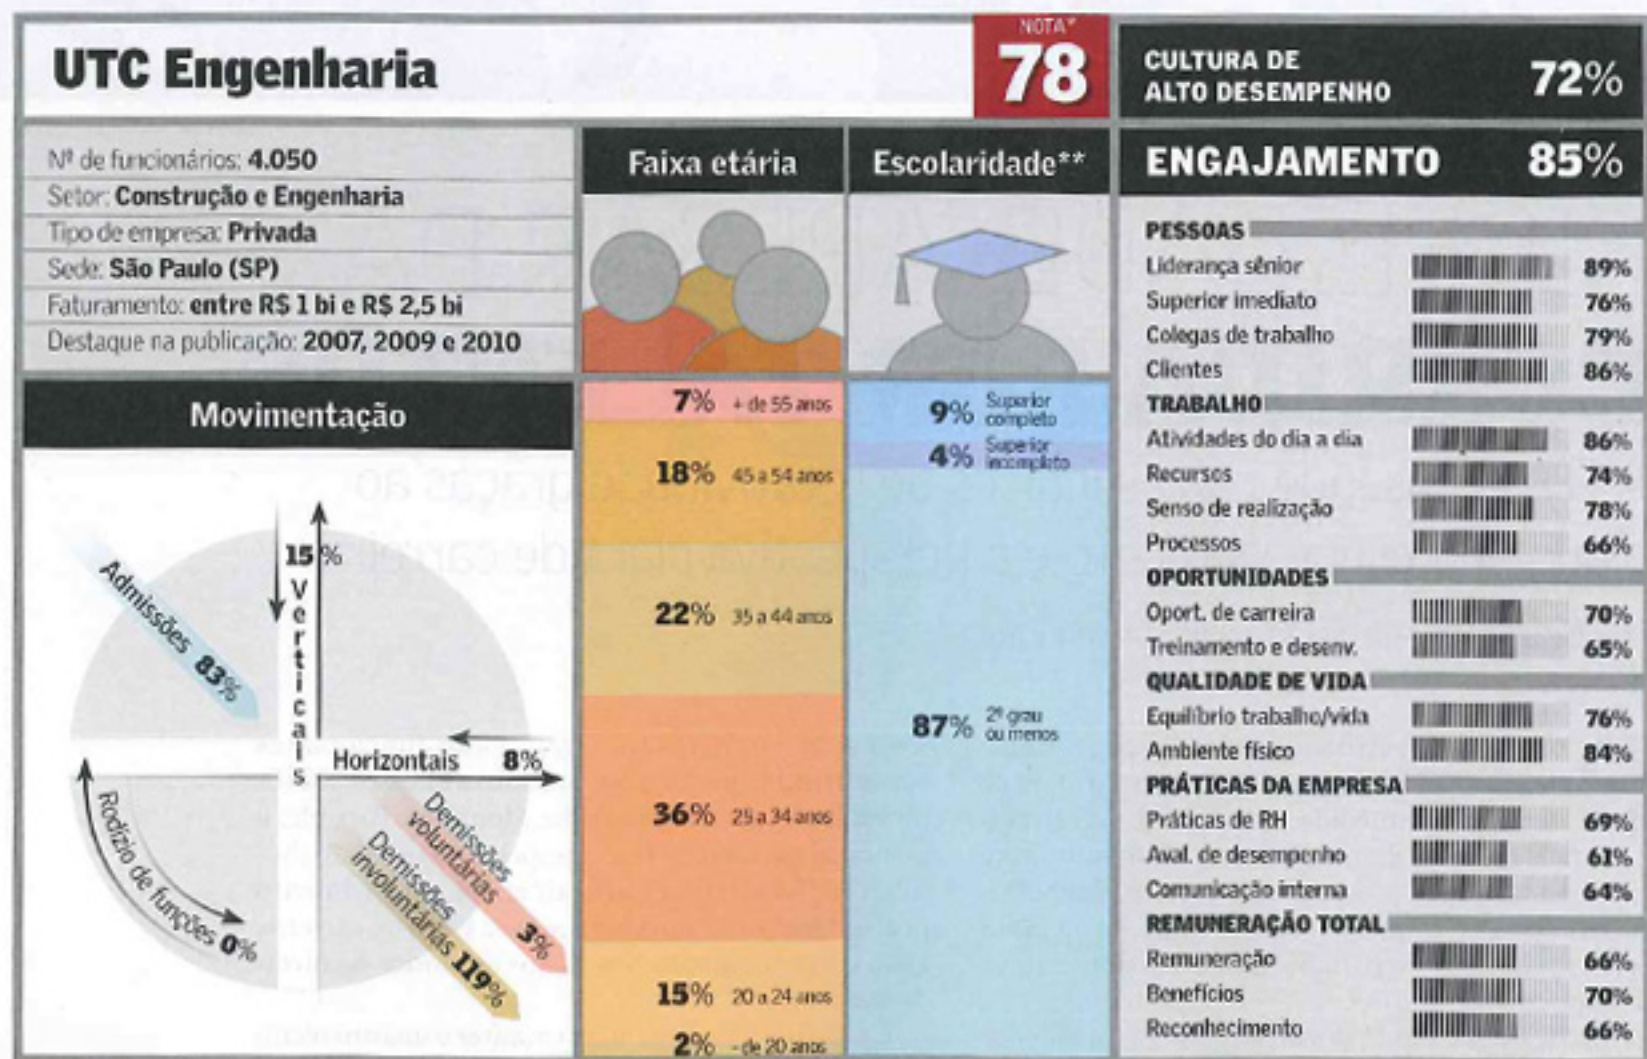 UTC Engenharia
NOTA*
78
CULTURA DE
ALTO DESEMPENHO 72%
Nº de funcionários: 4.050
Setor: Construção e Engenharia
Tipo de empresa: Privada
Sede: São Paulo (SP)
Faturamento: entre R$ 1 bi e R$ 2,5 bi
Destaque na publicação: 2007, 2009 e 2010
Movimentação
Admissões 83%
15%
Verticais
Horizontais 8%
Rodízio de funções 0%
Demissões
voluntárias 3%
Demissões
involuntárias 119%
Faixa etária
7% + de 55 anos
18% 45 a 54 anos
22% 35 a 44 anos
36% 25 a 34 anos
15% 20 a 24 anos
2% - de 20 anos
Escolaridade**
9% Superior
completo
4% Superior
incompleto
87% 2º grau
ou menos
ENGAJAMENTO 85%
PESSOAS
Liderança sênior 89%
Superior imediato 76%
Colegas de trabalho 79%
Clientes 86%
TRABALHO
Atividades do dia a dia 86%
Recursos 74%
Senso de realização 78%
Processos 66%
OPORTUNIDADES
Oport. de carreira 70%
Treinamento e desenv. 65%
QUALIDADE DE VIDA
Equilíbrio trabalho/vida 76%
Ambiente físico 84%
PRÁTICAS DA EMPRESA
Práticas de RH 69%
Aval. de desempenho 61%
Comunicação interna 64%
REMUNERAÇÃO TOTAL
Remuneração 66%
Benefícios 70%
Reconhecimento 66%